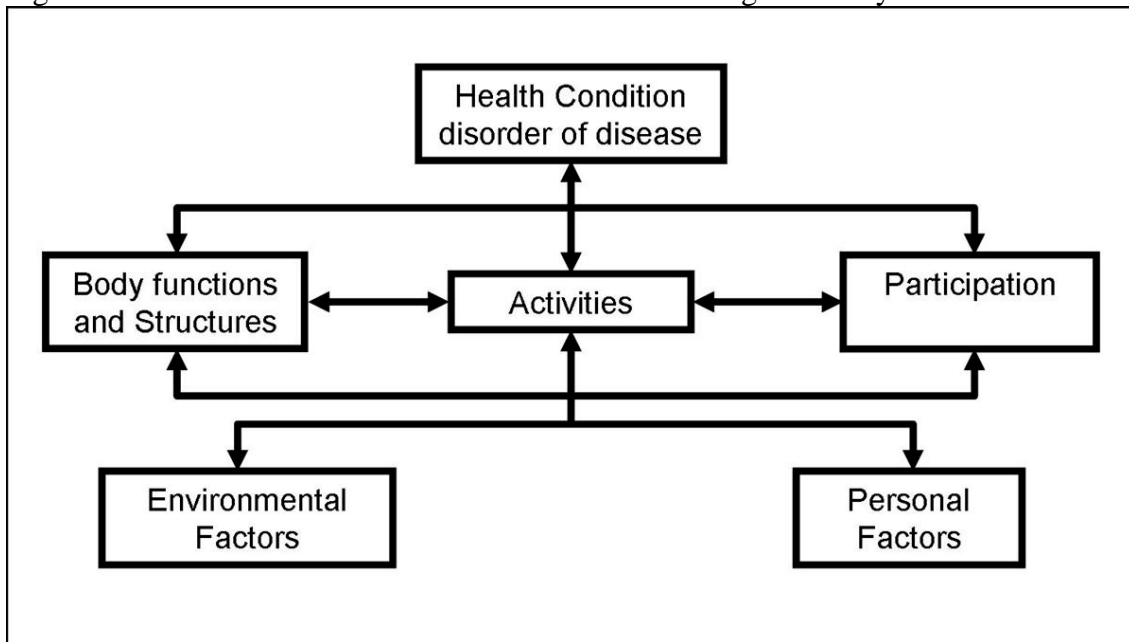 Health Condition
disorder of disease
Body functions
and Structures
Activities
Participation
Environmental
Factors
Personal
Factors